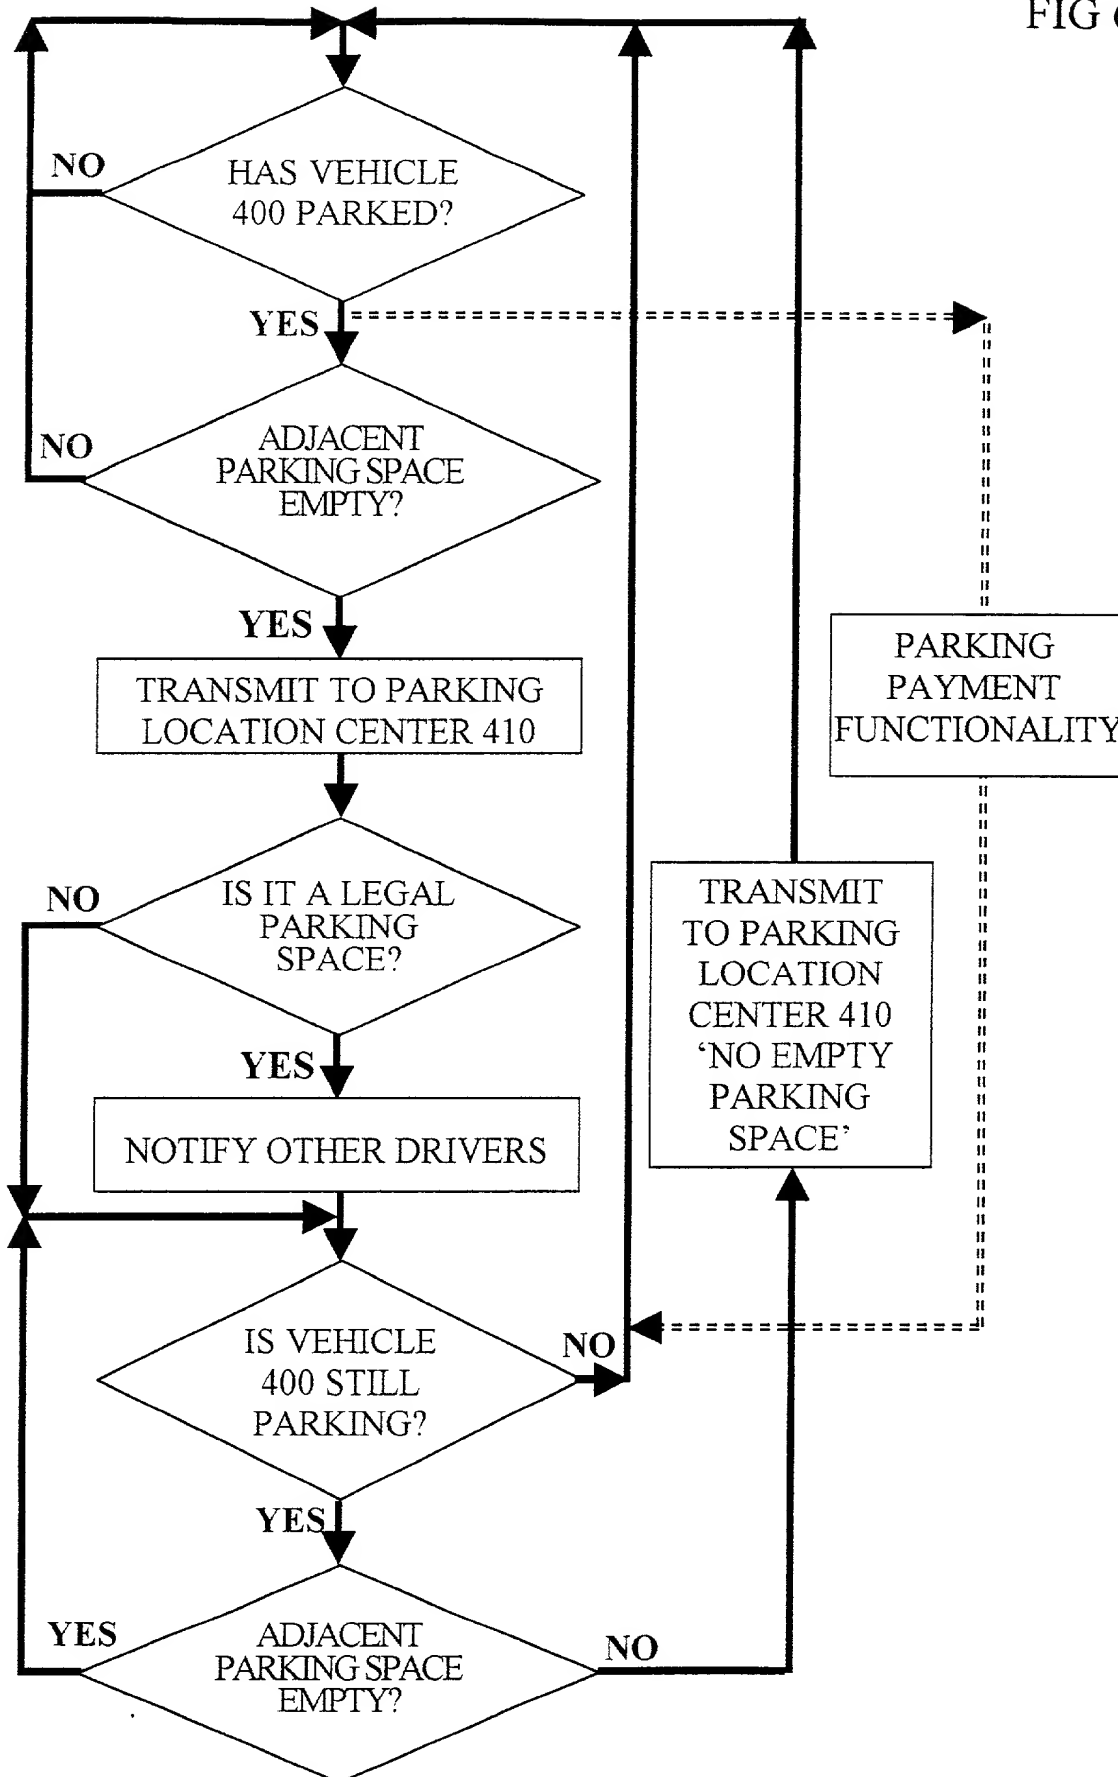 FIG 6
NO
HAS VEHICLE
400 PARKED?
YES
NO
ADJACENT
PARKING SPACE
EMPTY?
YES
PARKING
PAYMENT
FUNCTIONALITY
TRANSMIT TO PARKING
LOCATION CENTER 410
NO
IS IT A LEGAL
PARKING
SPACE?
TRANSMIT
TO PARKING
LOCATION
CENTER 410
‘NO EMPTY
PARKING
SPACE’
YES
NOTIFY OTHER DRIVERS
IS VEHICLE
400 STILL
PARKING?
NO
YES
YES
ADJACENT
PARKING SPACE
EMPTY?
NO